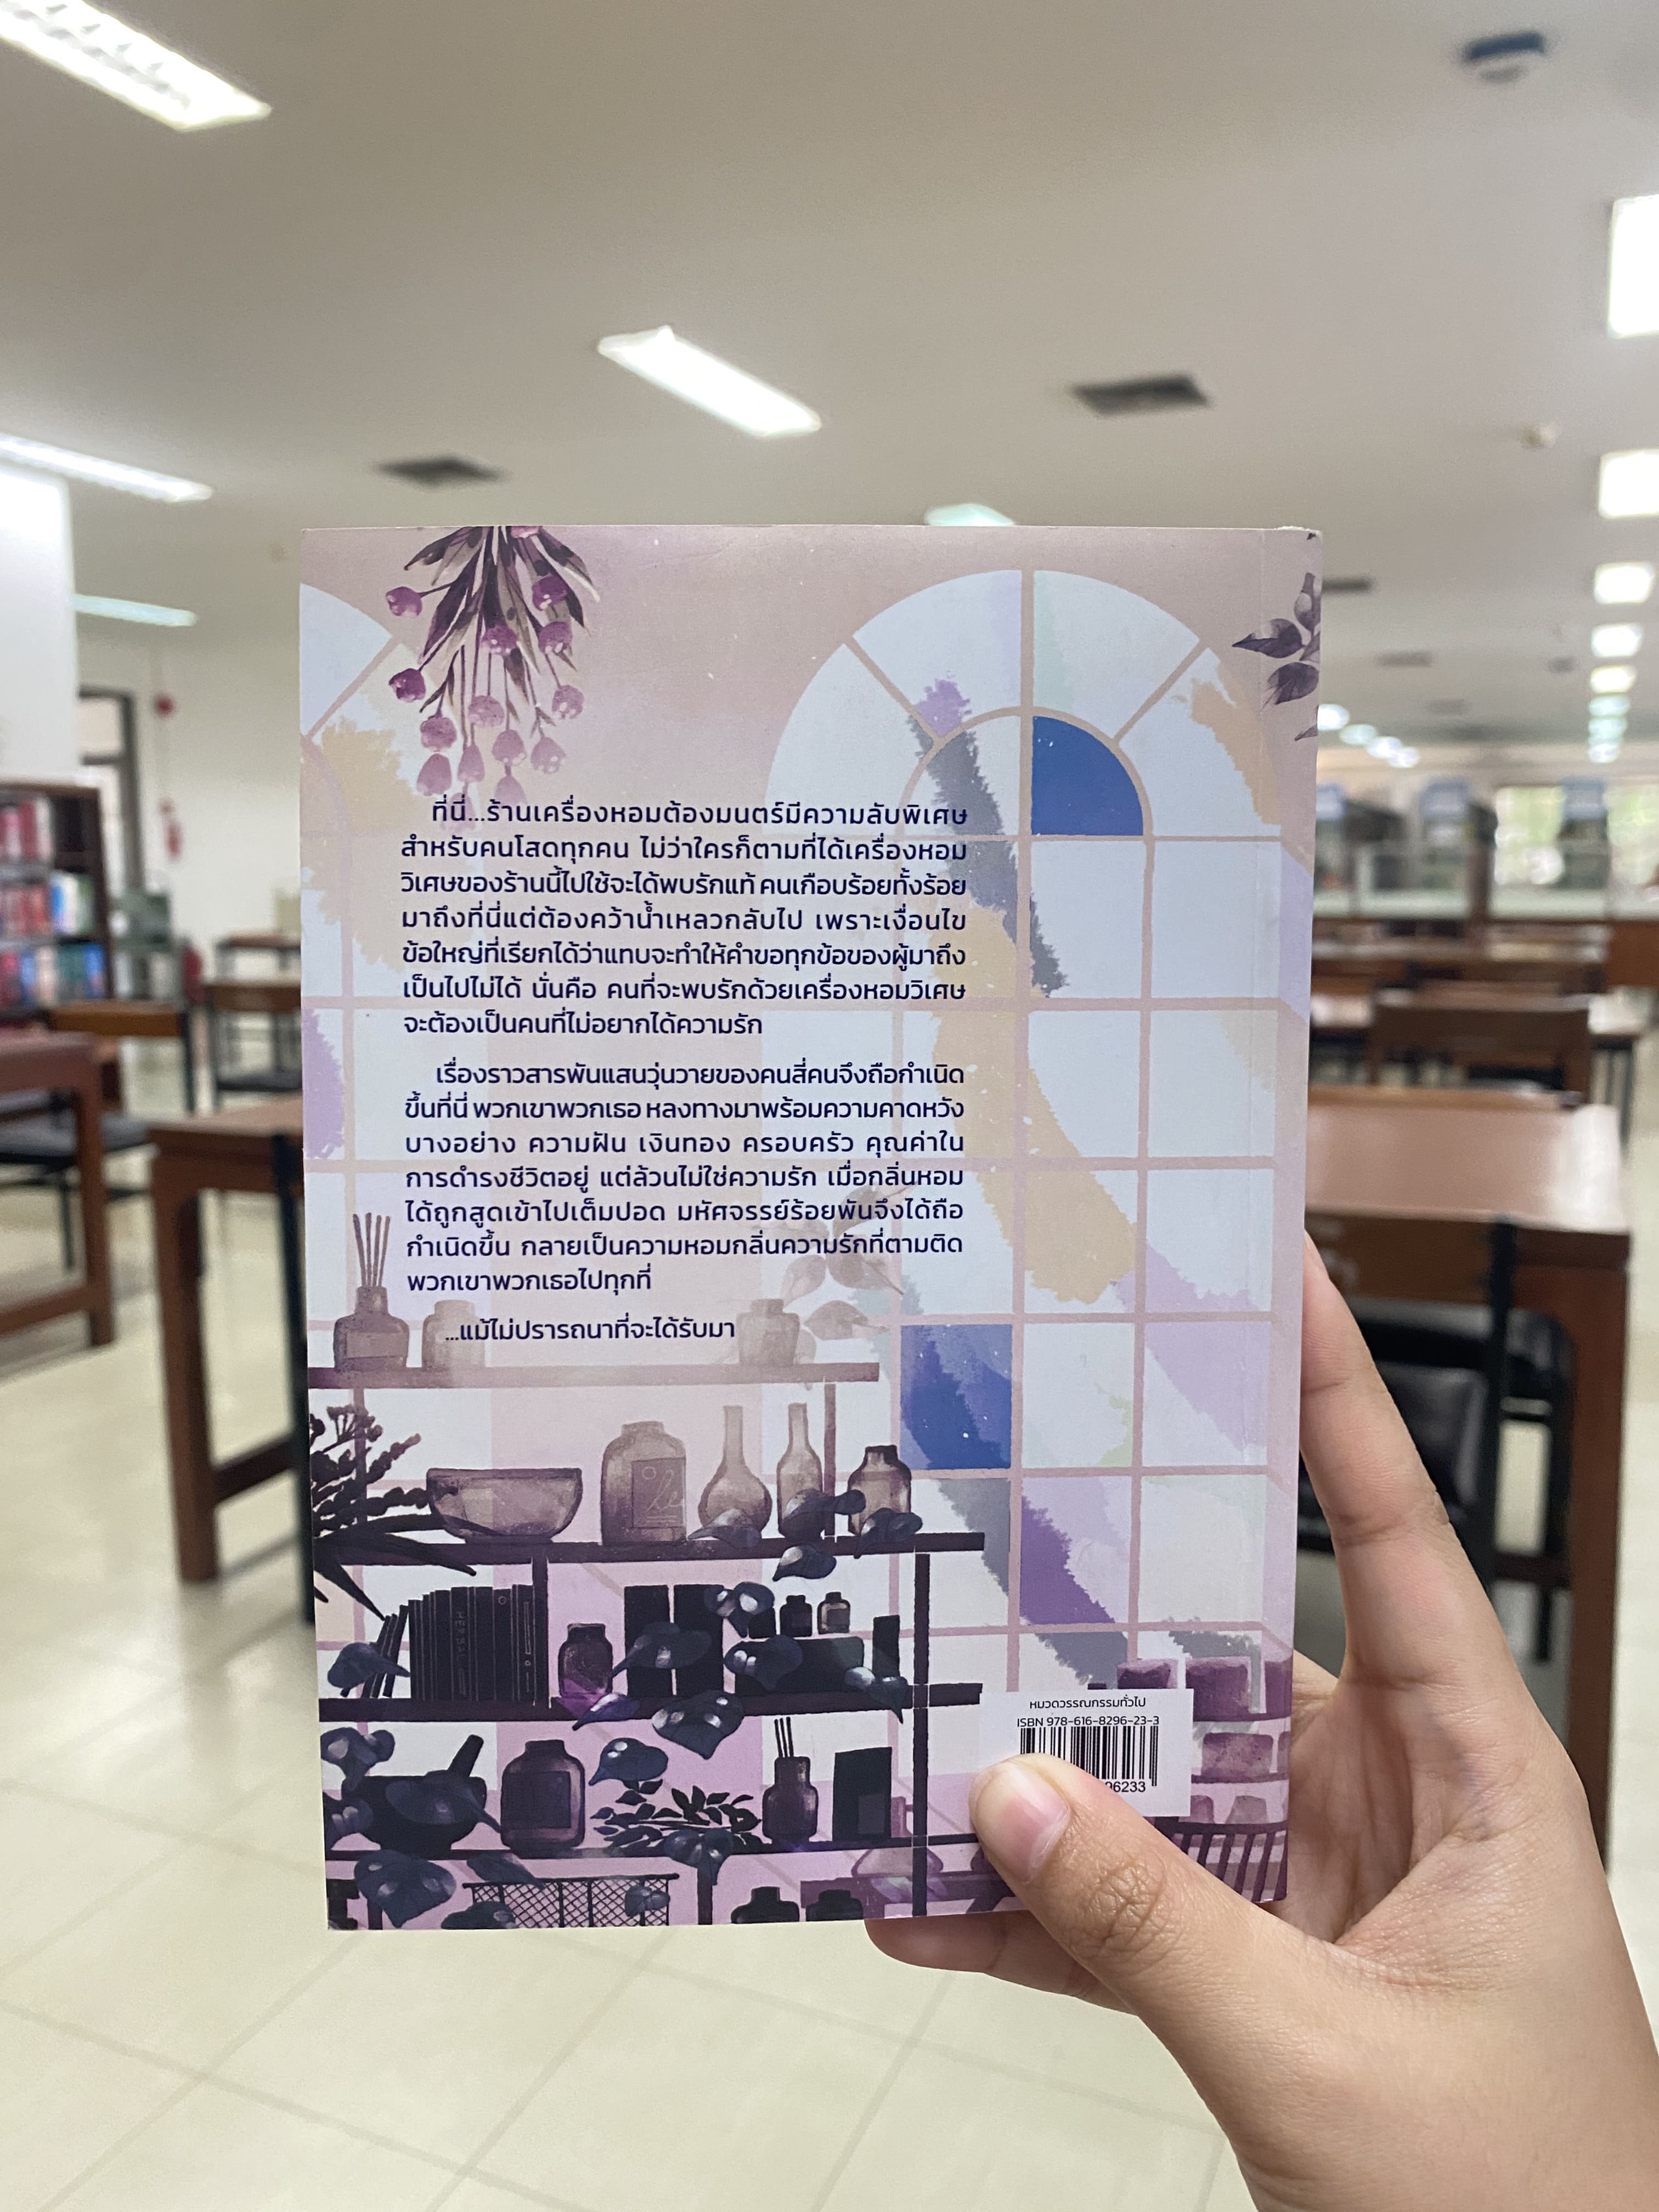 ที่นี่...ร้านเครื่องหอมต้องมนตร์มีความลับพิเศษ
สำหรับคนโสดทุกคน ไม่ว่าใครก็ตามที่ได้เครื่องหอม
วิเศษของร้านนี้ไปใช้จะได้พบรักแท้ คนเกือบร้อยทั้งร้อย
มาถึงที่นี่แต่ต้องคว้าน้ำเหลวกลับไป เพราะเงื่อนไข
ข้อใหญ่ที่เรียกได้ว่าแทบจะทำให้คำขอทุกข้อของผู้มาถึง
เป็นไปไม่ได้ นั่นคือ คนที่จะพบรักด้วยเครื่องหอมวิเศษ
จะต้องเป็นคนที่ไม่อยากได้ความรัก
เรื่องราวสารพันแสนวุ่นวายของคนสี่คนจึงถือกำเนิด
ขึ้นที่นี่ พวกเขาพวกเธอ หลงทางมาพร้อมความคาดหวัง
บางอย่าง ความฝัน เงินทอง ครอบครัว คุณค่าใน
การดำรงชีวิตอยู่ แต่ล้วนไม่ใช่ความรัก เมื่อกลิ่นหอม
ได้ถูกสูดเข้าไปเต็มปอด มหัศจรรย์ร้อยพันจึงได้ถือ
กำเนิดขึ้น กลายเป็นความหอมกลิ่นความรักที่ตามติด
พวกเขาพวกเธอไปทุกที่
...แม้ไม่ปรารถนาที่จะได้รับมา
HERBAL
หมวดวรรณกรรมทั่วไป
ISBN 978-616-8296-23-3
96233